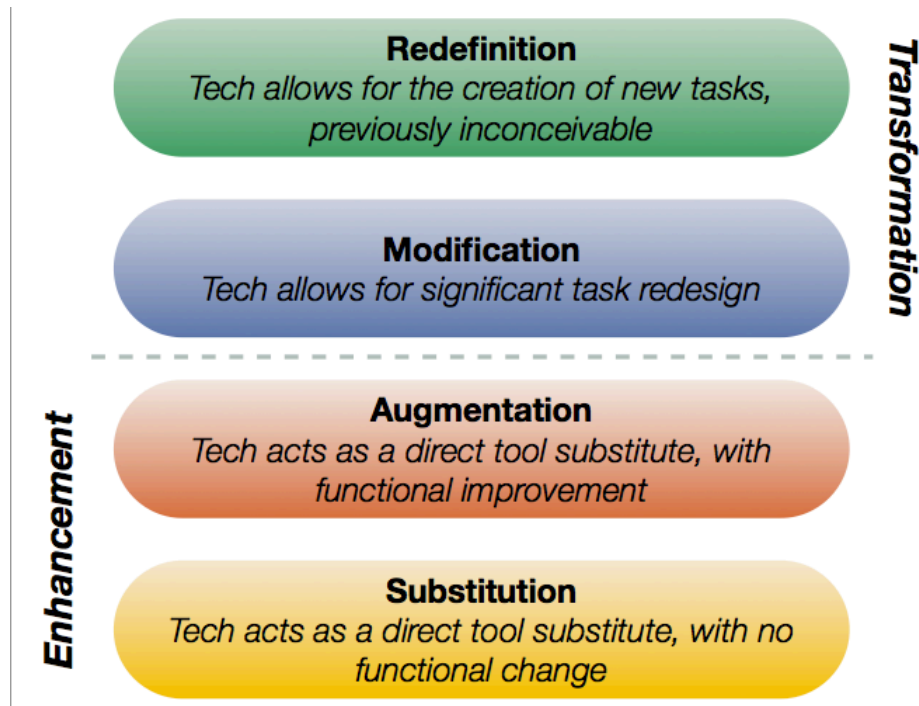 Redefinition
Tech allows for the creation of new tasks,
previously inconceivable
Transformation
Modification
Tech allows for significant task redesign
Augmentation
Tech acts as a direct tool substitute, with
functional improvement
Enhancement
Substitution
Tech acts as a direct tool substitute, with no
functional change